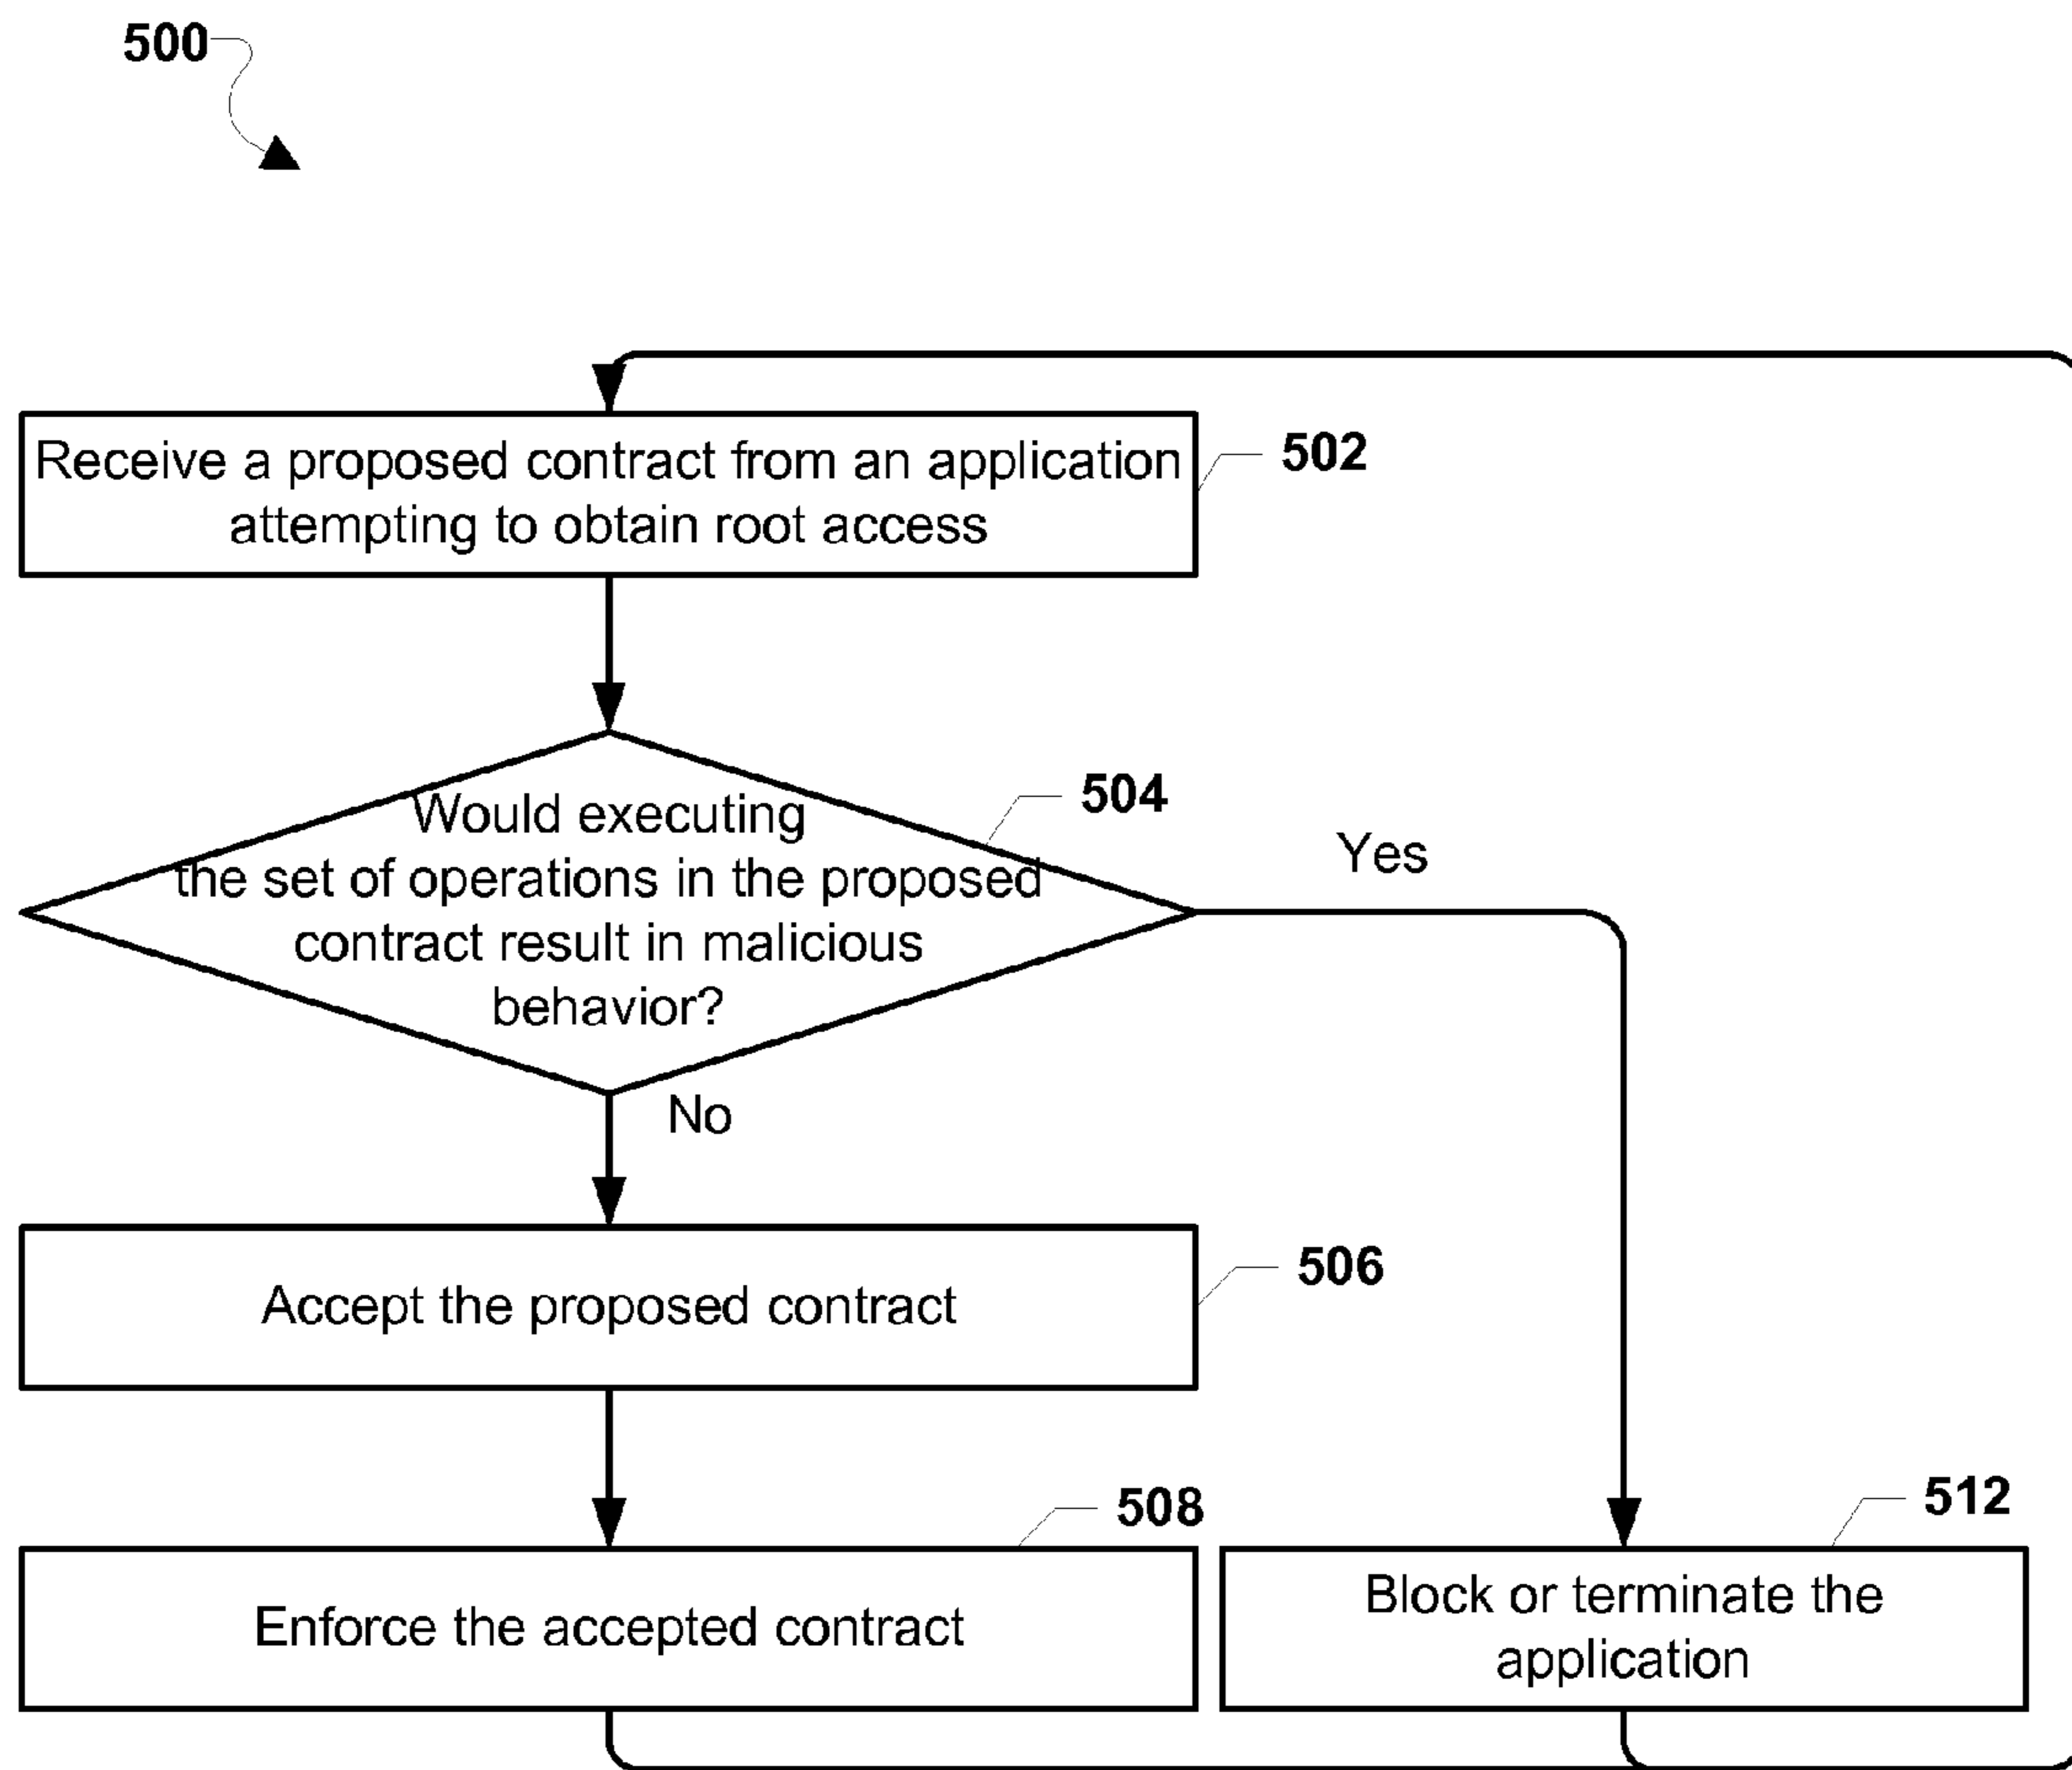 500
Receive a proposed contract from an application
attempting to obtain root access
502
Would executing
the set of operations in the proposed
contract result in malicious
behavior?
504
Yes
No
Accept the proposed contract
506
Enforce the accepted contract
508
Block or terminate the
application
512